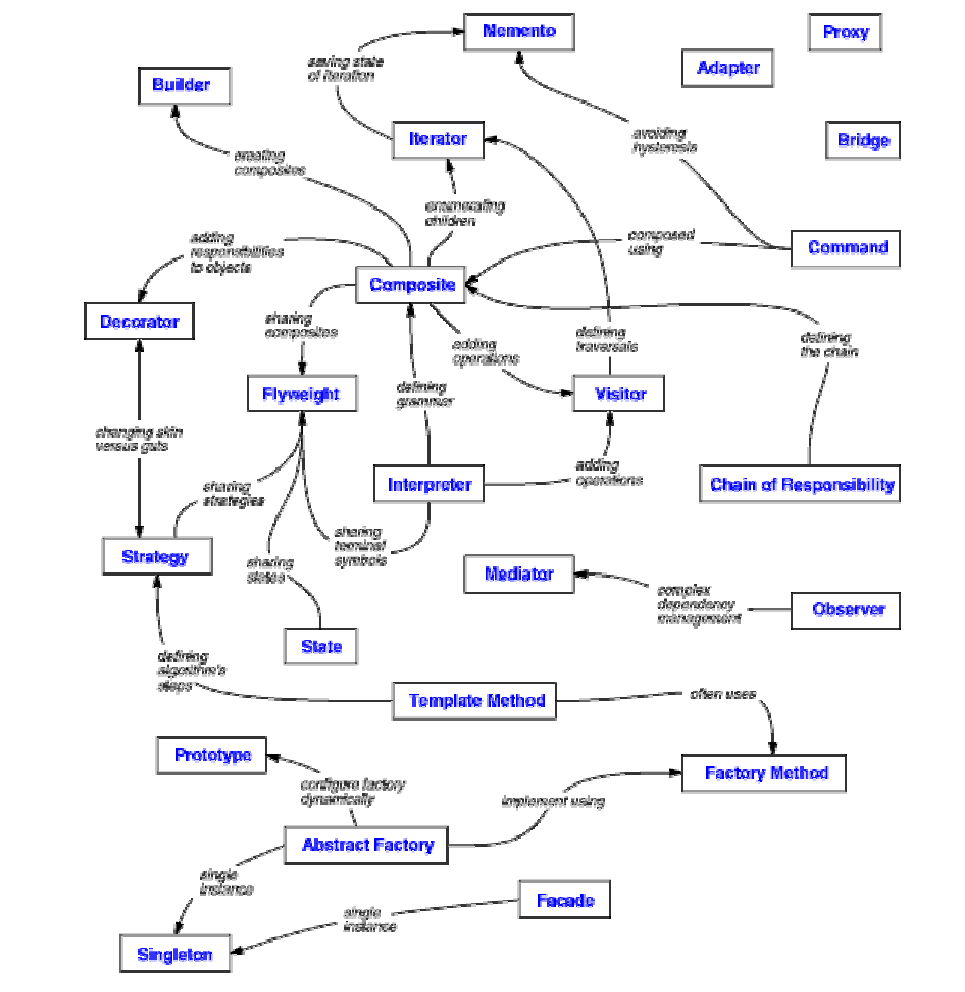 Memento
Proxy
saving state
of iteration
Adapter
Builder
avoiding
hysteresis
Iterator
Bridge
creating
composites
enumerating
children
adding
responsibilities
to objects
composed
using
Command
Composite
Decorator
sharing
composites
adding
operations
defining
traversals
defining
the chain
Flyweight
defining
grammar
Visitor
changing skin
versus guts
sharing
strategies
Interpreter
adding
operations
Chain of Responsibility
Strategy
sharing
states
sharing
terminal
symbols
Mediator
complex
dependency
management
Observer
State
defining
algorithm's
steps
Template Method
often uses
Prototype
configure factory
dynamically
Factory Method
implement using
Abstract Factory
single
instance
Facade
single
instance
Singleton